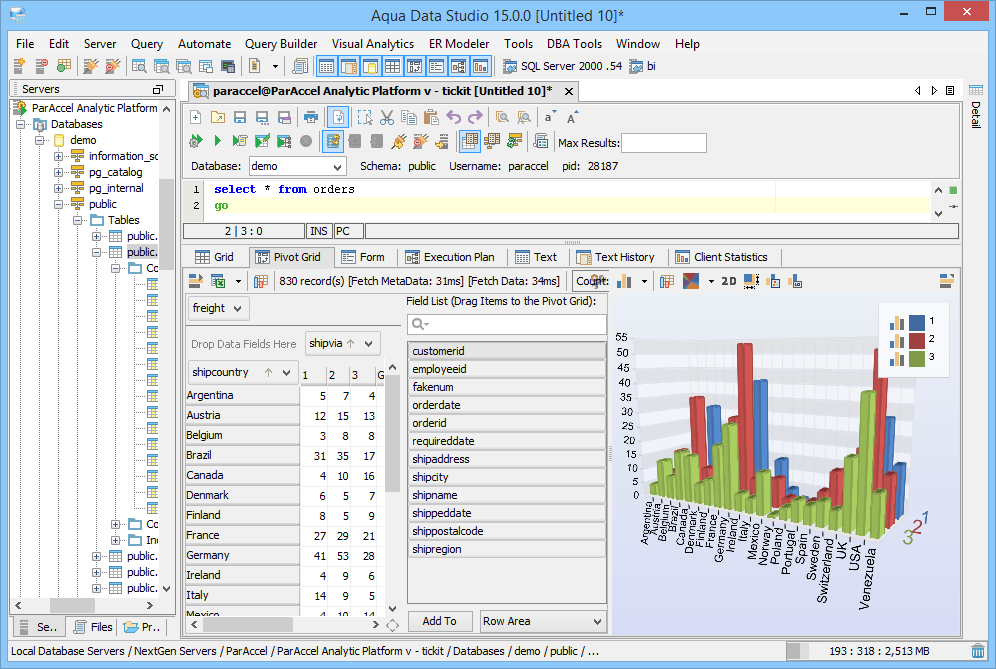 Aqua Data Studio 15.0.0 [Untitled 10]*
File Edit Server Query Automate Query Builder Visual Analytics ER Modeler Tools DBA Tools Window Help
SQL Server 2000 .54 bi
Servers
ParAccel Analytic Platform
Databases
demo
information_sc
pg_catalog
pg_internal
public
Tables
public.
public.
Co
Co
In
public.
public.
public.
Se.. Files Pr..
paraccel@ParAccel Analytic Platform v - tickit [Untitled 10]*
Detail
Max Results:
Database: demo Schema: public Username: paraccel pid: 28187
1 select * from orders
2 go
2 | 3 : 0 INS PC
Grid Pivot Grid Form Execution Plan Text Text History Client Statistics
830 record(s) [Fetch MetaData: 31ms] [Fetch Data: 34ms] 2D
freight
Drop Data Fields Here shipvia
shipcountry 1 2 3 G
Argentina 5 7 4
Austria 12 15 13
Belgium 3 8 8
Brazil 31 35 17
Canada 4 10 16
Denmark 6 5 7
Finland 8 5 9
France 27 29 21
Germany 41 53 28
Ireland 4 9 6
Italy 14 9 5
Mexico 4 10 14
Field List (Drag Items to the Pivot Grid):
customerid
employeeid
fakenum
orderdate
orderid
requireddate
shipaddress
shipcity
shipname
shippeddate
shippostalcode
shipregion
Add To Row Area
1
2
3
55
50
45
40
35
30
25
20
15
10
5
0
Argentina
Austria
Belgium
Brazil
Canada
Denmark
Finland
France
Germany
Ireland
Italy
Mexico
Norway
Poland
Portugal
Spain
Sweden
Switzerland
UK
USA
Venezuela
3 2 1
Local Database Servers / NextGen Servers / ParAccel / ParAccel Analytic Platform v - tickit / Databases / demo / public / ... 193 : 318 : 2,513 MB